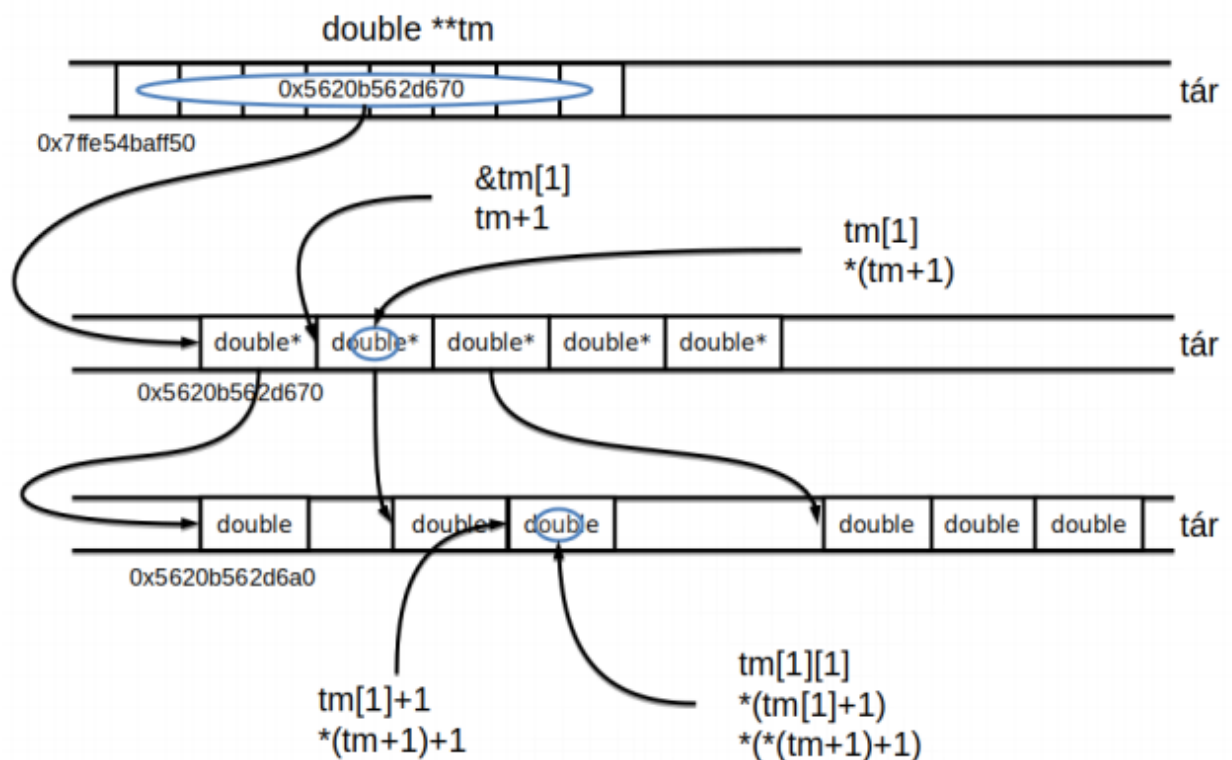 double **tm
0x5620b562d670
tár
0x7ffe54baff50
&tm[1]
tm+1
tm[1]
*(tm+1)
double* double* double* double* double*
tár
0x5620b562d670
double double double double double double
tár
0x5620b562d6a0
tm[1]+1
*(tm+1)+1
tm[1][1]
*(tm[1]+1)
*(*(tm+1)+1)